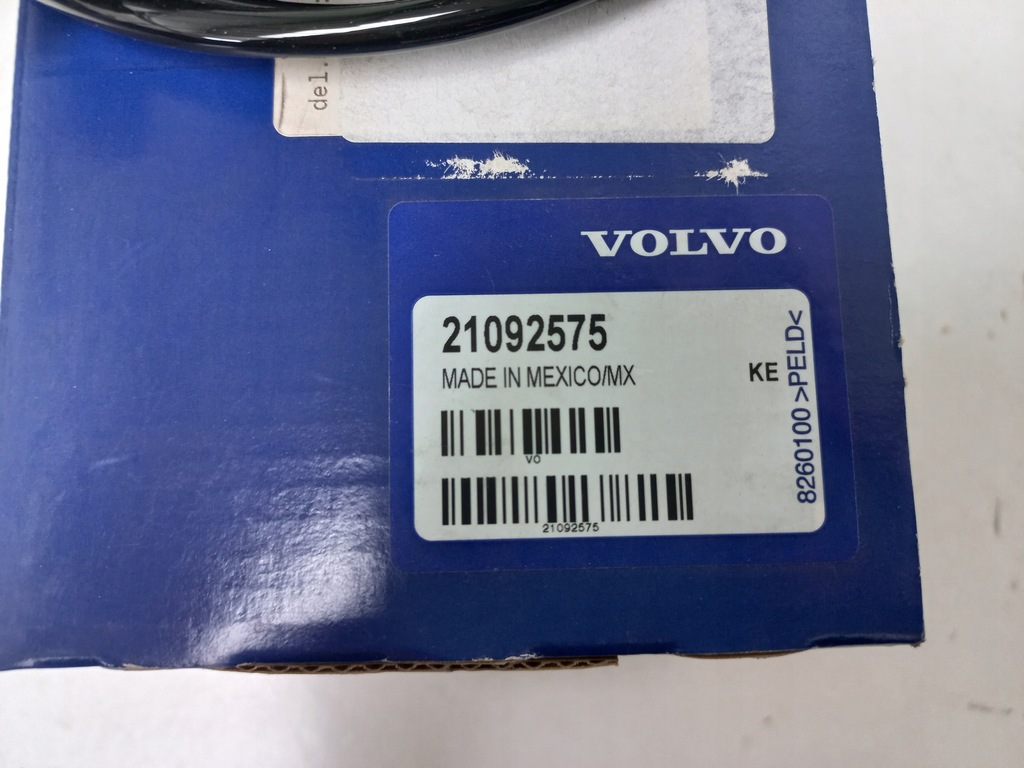 del.
VOLVO
21092575
MADE IN MEXICO/MX
KE
8260100 >PELD<
VO
21092575